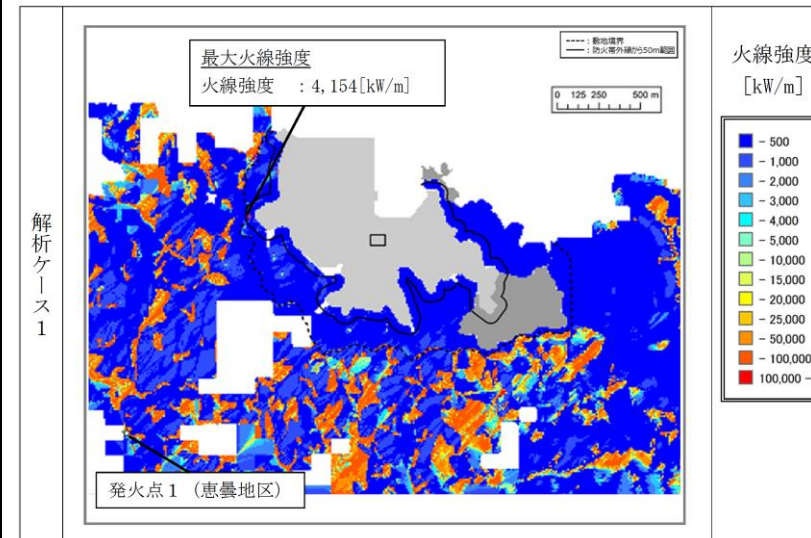 解析ケース1
最大火線強度
火線強度 : 4,154[kW/m]
: 敷地境界
: 防火帯外縁から50m範囲
0 125 250 500 m
発火点1 (恵曇地区)
火線強度
[kW/m]
- 500
- 1,000
- 2,000
- 3,000
- 4,000
- 5,000
- 10,000
- 15,000
- 20,000
- 25,000
- 50,000
- 100,000
100,000 -